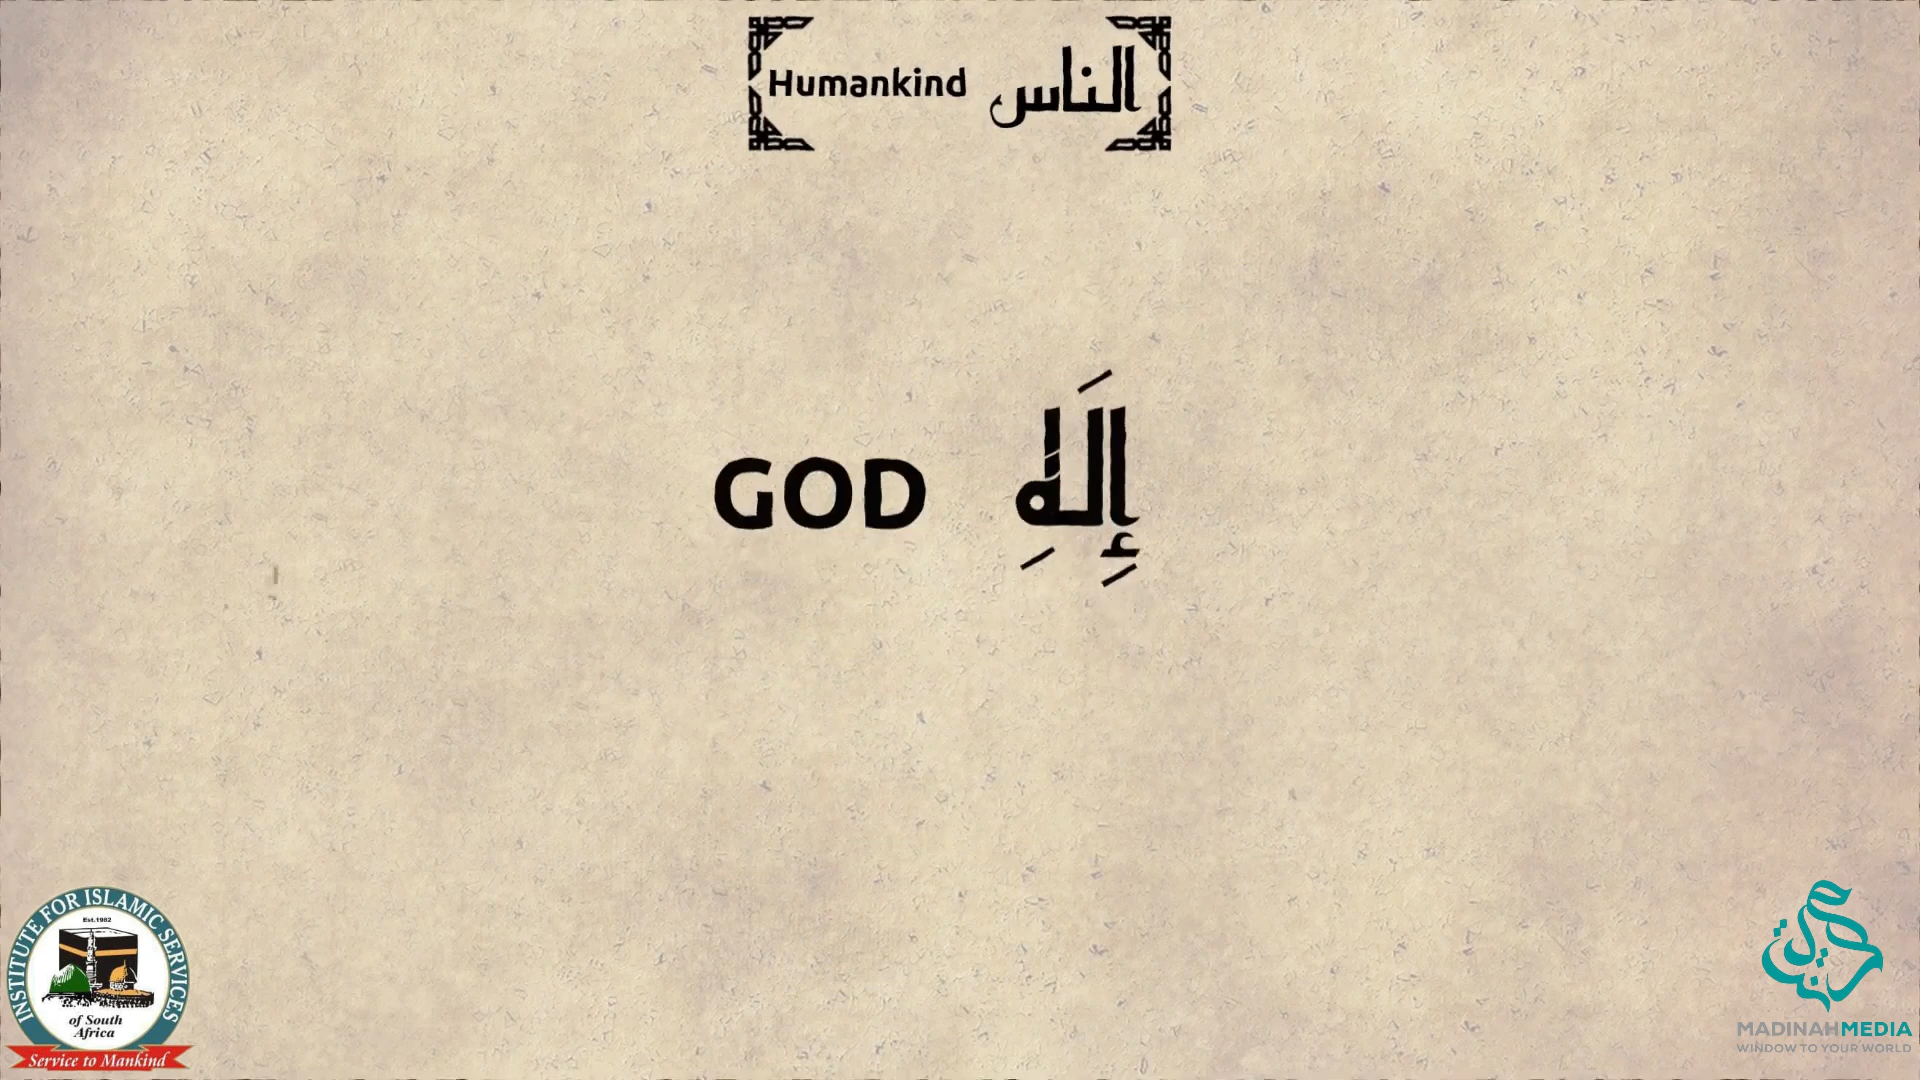 Humankind الناس
GOD إِلَٰهِ
INSTITUTE FOR ISLAMIC SERVICES
Est.1982
of South
Africa
Service to Mankind
MADINAHMEDIA
WINDOW TO YOUR WORLD